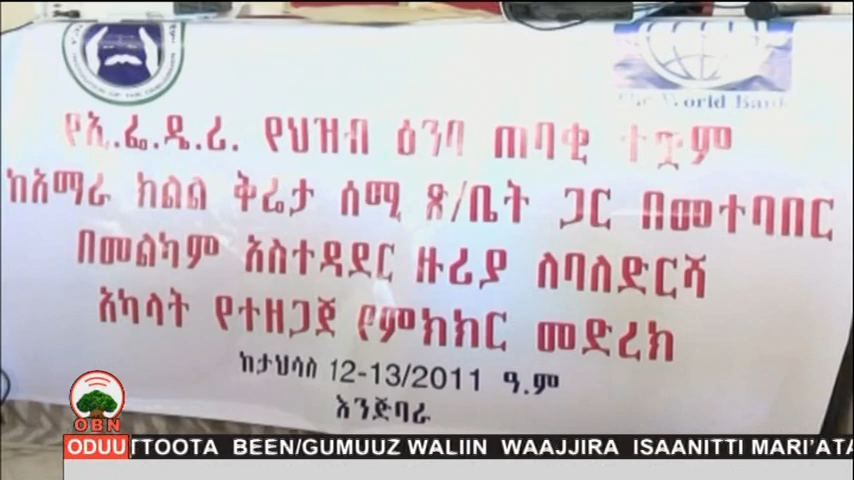 The World Bank
የኢ.ፌ.ዴ.ሪ. የህዝብ ዕንባ ጠባቂ ተቋም
ከአማራ ክልል ቅሬታ ሰሚ ጽ/ቤት ጋር በመተባበር
በመልካም አስተዳደር ዙሪያ ለባለድርሻ
አካላት የተዘጋጀ የምክክር መድረክ
ከታህሳስ 12-13/2011 ዓ.ም
እንጅባራ
OBN
ODUU TTOOTA BEEN/GUMUUZ WALIIN WAAJJIRA ISAANITTI MARI'ATA